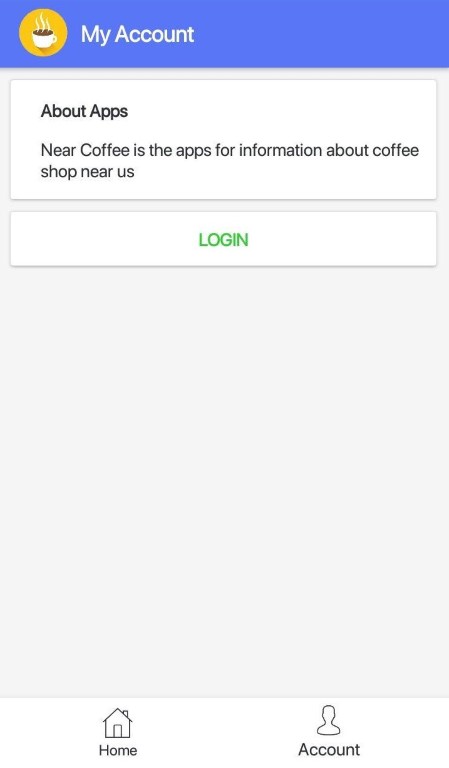 My Account
About Apps
Near Coffee is the apps for information about coffee
shop near us
LOGIN
Home
Account